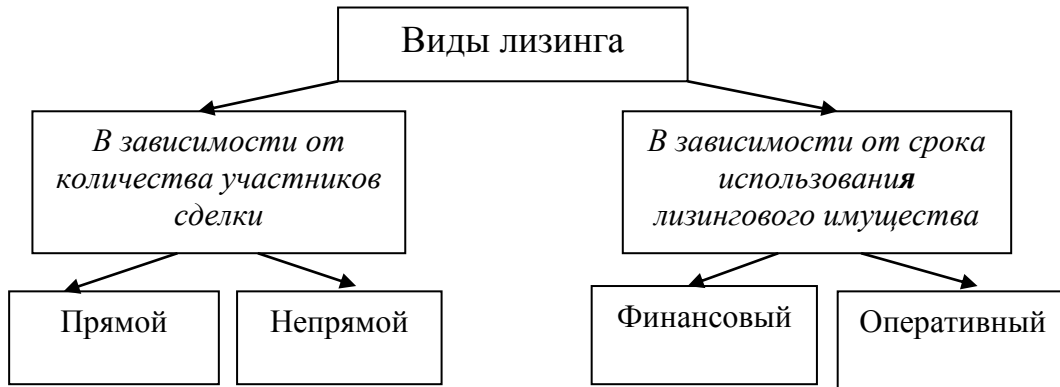 Виды лизинга
В зависимости от
количества участников
сделки
В зависимости от срока
использования
лизингового имущества
Прямой
Непрямой
Финансовый
Оперативный